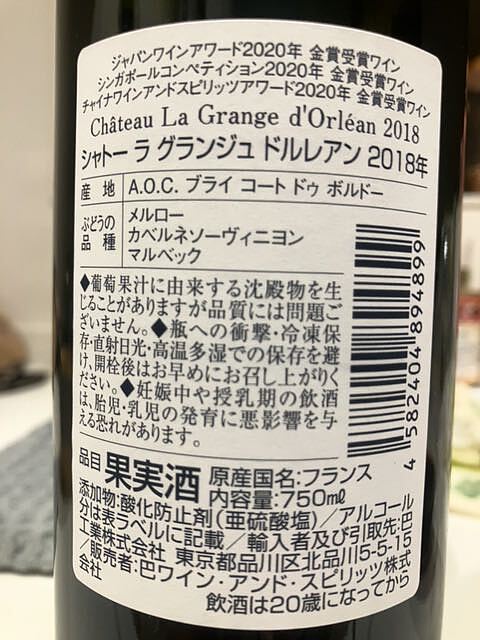 ジャパンワインアワード2020年 金賞受賞ワイン
シンガポールコンペティション2020年 金賞受賞ワイン
チャイナワインアンドスピリッツアワード2020年 金賞受賞ワイン
Château La Grange d'Orléan 2018
シャトー ラ グランジュ ドルレアン 2018年
産 地 A.O.C. ブライ コート ドゥ ボルドー
ぶどうの品種 メルロー
カベルネソーヴィニヨン
マルベック
◆葡萄果汁に由来する沈殿物を生
じることがありますが品質には問題ご
ざいません。◆瓶への衝撃・冷凍保
存・直射日光・高温多湿での保存を避
け、開栓後はお早めにお召し上がりく
ださい。◆妊娠中や授乳期の飲酒
は、胎児・乳児の発育に悪影響を与
える恐れがあります。
4 582404 894899
品目 果実酒 原産国名:フランス
内容量:750mℓ
添加物:酸化防止剤(亜硫酸塩)/アルコール
分は表ラベルに記載/輸入者及び引取先:巴
工業株式会社 東京都品川区北品川5-5-15
/販売者:巴ワイン・アンド・スピリッツ株式
会社
飲酒は20歳になってから